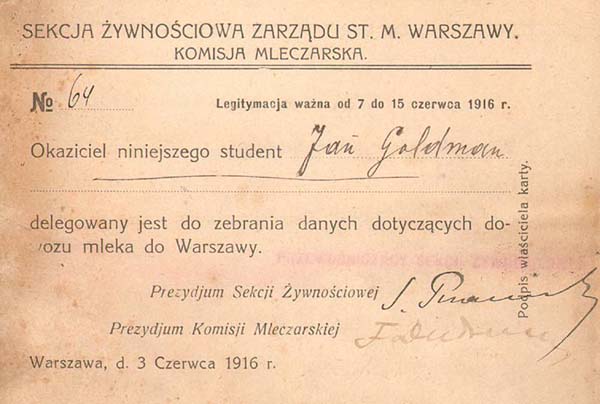 SEKCJA ŻYWNOŚCIOWA ZARZĄDU ST. M. WARSZAWY.
KOMISJA MLECZARSKA.
№ 64
Legitymacja ważna od 7 do 15 czerwca 1916 r.
Okaziciel niniejszego student Jan Goldman
delegowany jest do zebrania danych dotyczących do-
wozu mleka do Warszawy.
Prezydjum Sekcji Żywnościowej
Prezydjum Komisji Mleczarskiej
Warszawa, d. 3 Czerwca 1916 r.
Podpis właściciela karty.